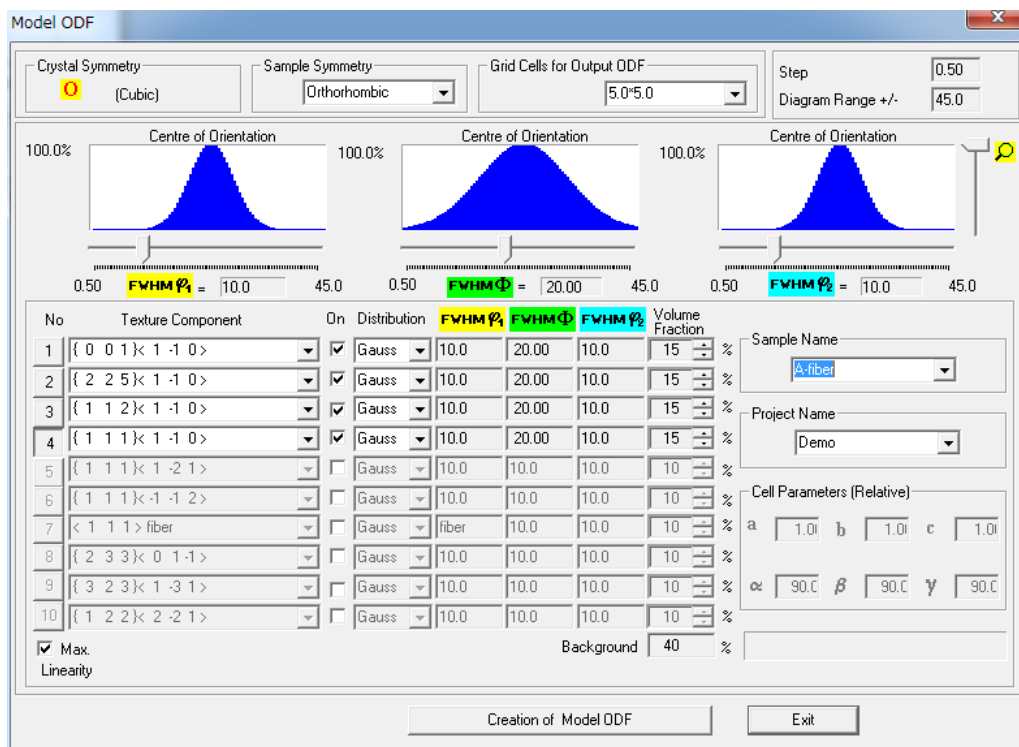 Model ODF
x
Crystal Symmetry
O (Cubic)
Sample Symmetry
Orthorhombic
Grid Cells for Output ODF
5.0*5.0
Step 0.50
Diagram Range +/- 45.0
Centre of Orientation Centre of Orientation Centre of Orientation
100.0% 100.0% 100.0%
0.50 FWHM φ1 = 10.0 45.0 0.50 FWHM Φ = 20.00 45.0 0.50 FWHM φ2 = 10.0 45.0
No Texture Component On Distribution FWHM φ1 FWHM Φ FWHM φ2 Volume Fraction
1 { 0 0 1}< 1 -1 0> Gauss 10.0 20.00 10.0 15 %
2 { 2 2 5}< 1 -1 0> Gauss 10.0 20.00 10.0 15 %
3 { 1 1 2}< 1 -1 0> Gauss 10.0 20.00 10.0 15 %
4 { 1 1 1}< 1 -1 0> Gauss 10.0 20.00 10.0 15 %
5 { 1 1 1}< 1 -2 1> Gauss 10.0 10.0 10.0 10 %
6 { 1 1 1}< -1 -1 2> Gauss 10.0 10.0 10.0 10 %
7 < 1 1 1> fiber Gauss fiber 10.0 10.0 10 %
8 { 2 3 3}< 0 1 -1> Gauss 10.0 10.0 10.0 10 %
9 { 3 2 3}< 1 -3 1> Gauss 10.0 10.0 10.0 10 %
10 { 1 2 2}< 2 -2 1> Gauss 10.0 10.0 10.0 10 %
Max. Linearity
Background 40 %
Sample Name
A-fiber
Project Name
Demo
Cell Parameters (Relative)
a 1.0 b 1.0 c 1.0
α 90.0 β 90.0 γ 90.0
Creation of Model ODF Exit